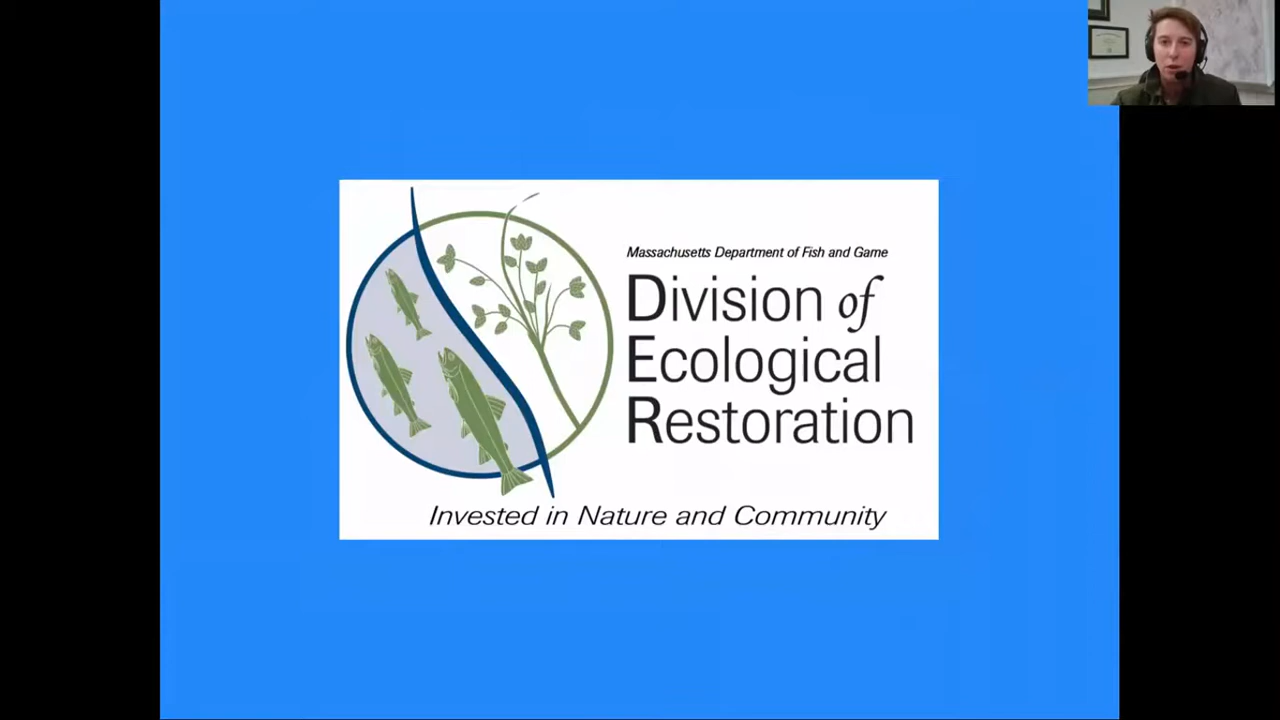 Massachusetts Department of Fish and Game
Division of
Ecological
Restoration
Invested in Nature and Community